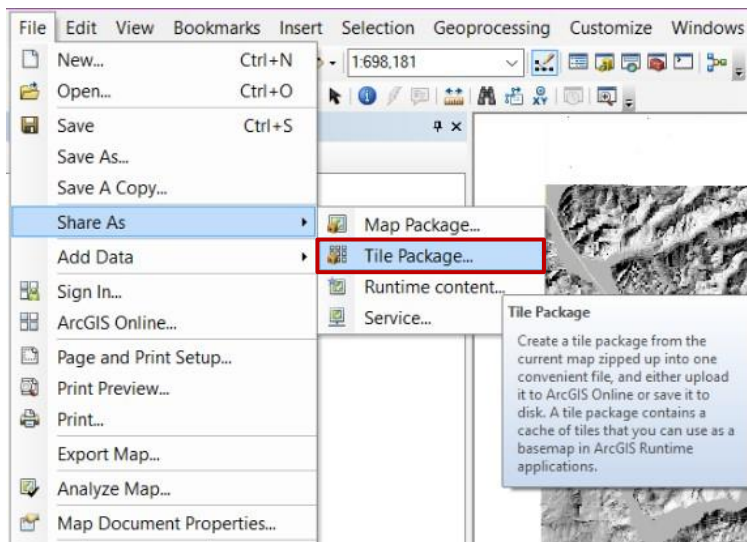 File Edit View Bookmarks Insert Selection Geoprocessing Customize Windows
New... Ctrl+N
1:698,181
Open... Ctrl+O
Save Ctrl+S
Save As...
Save A Copy...
Share As
Map Package...
Add Data
Tile Package...
Sign In...
Runtime content...
ArcGIS Online...
Service...
Page and Print Setup...
Print Preview...
Print...
Export Map...
Analyze Map...
Map Document Properties...
Tile Package
Create a tile package from the
current map zipped up into one
convenient file, and either upload
it to ArcGIS Online or save it to
disk. A tile package contains a
cache of tiles that you can use as a
basemap in ArcGIS Runtime
applications.